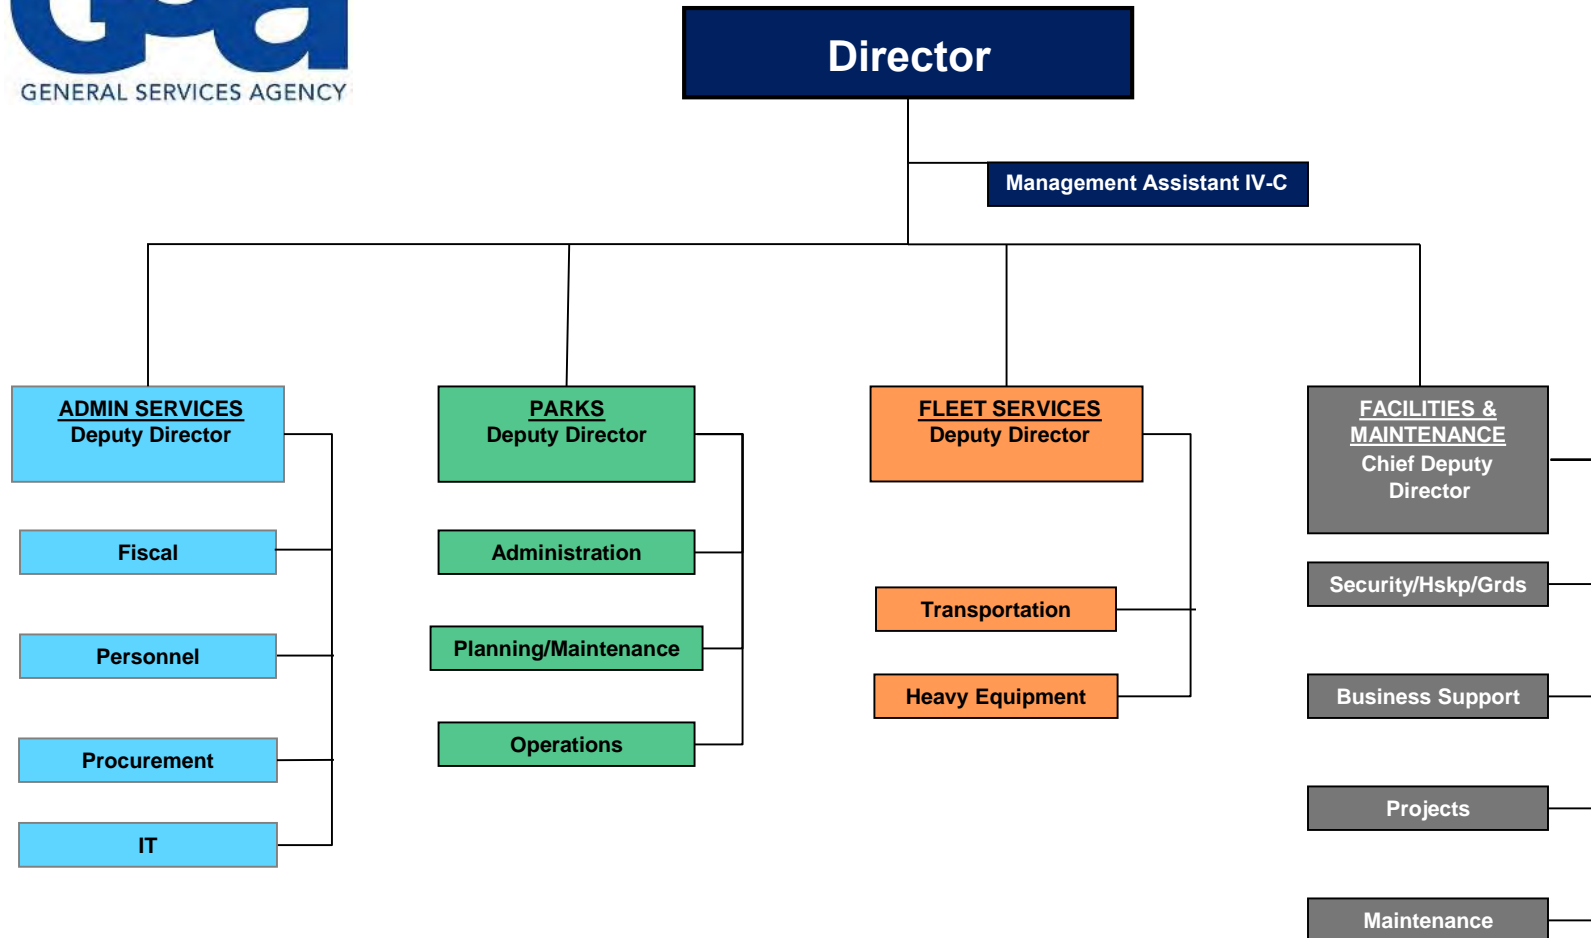 GENERAL SERVICES AGENCY
Director
Management Assistant IV-C
ADMIN SERVICES
Deputy Director
Fiscal
Personnel
Procurement
IT
PARKS
Deputy Director
Administration
Planning/Maintenance
Operations
FLEET SERVICES
Deputy Director
Transportation
Heavy Equipment
FACILITIES &
MAINTENANCE
Chief Deputy
Director
Security/Hskp/Grds
Business Support
Projects
Maintenance